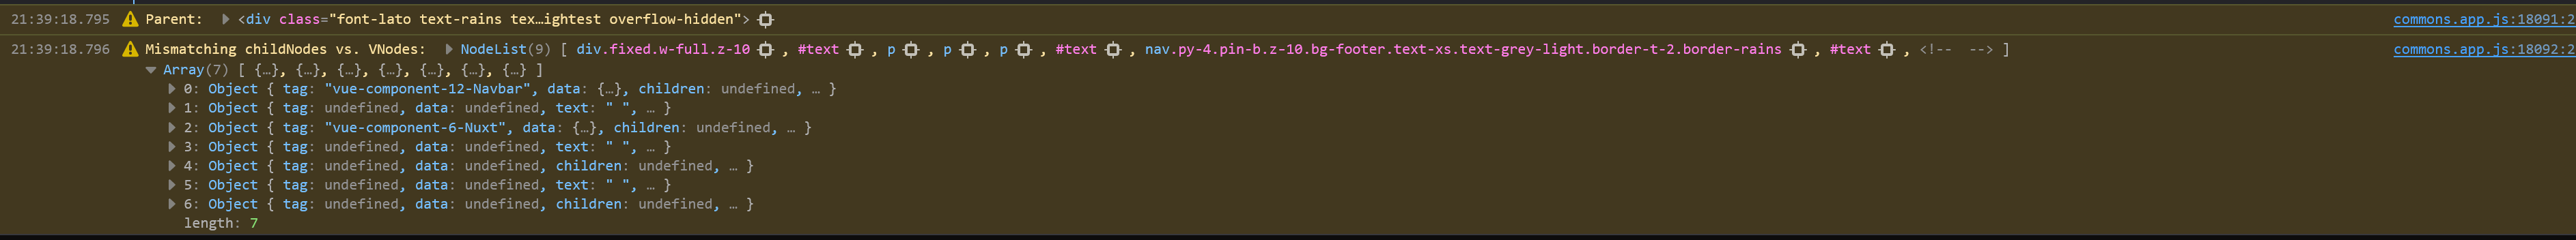 21:39:18.795 Parent: <div class="font-lato text-rains tex…ightest overflow-hidden"> commons.app.js:18091:2
21:39:18.796 Mismatching childNodes vs. VNodes: NodeList(9) [ div.fixed.w-full.z-10 , #text , p , p , p , #text , nav.py-4.pin-b.z-10.bg-footer.text-xs.text-grey-light.border-t-2.border-rains , #text , <!-- --> ] commons.app.js:18092:2
Array(7) [ {…}, {…}, {…}, {…}, {…}, {…}, {…} ]
0: Object { tag: "vue-component-12-Navbar", data: {…}, children: undefined, … }
1: Object { tag: undefined, data: undefined, text: " ", … }
2: Object { tag: "vue-component-6-Nuxt", data: {…}, children: undefined, … }
3: Object { tag: undefined, data: undefined, text: " ", … }
4: Object { tag: undefined, data: undefined, children: undefined, … }
5: Object { tag: undefined, data: undefined, text: " ", … }
6: Object { tag: undefined, data: undefined, children: undefined, … }
length: 7